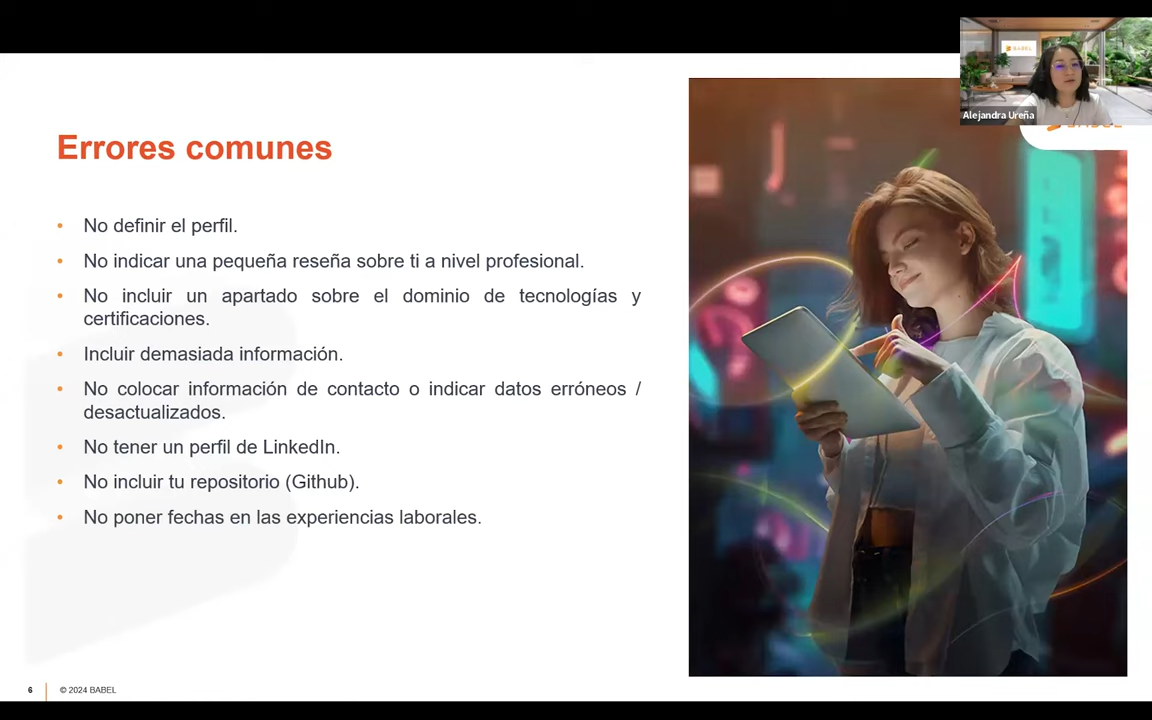 BABEL
Alejandra Ureña
Errores comunes
• No definir el perfil.
• No indicar una pequeña reseña sobre ti a nivel profesional.
• No incluir un apartado sobre el dominio de tecnologías y
certificaciones.
• Incluir demasiada información.
• No colocar información de contacto o indicar datos erróneos /
desactualizados.
• No tener un perfil de LinkedIn.
• No incluir tu repositorio (Github).
• No poner fechas en las experiencias laborales.
6
© 2024 BABEL